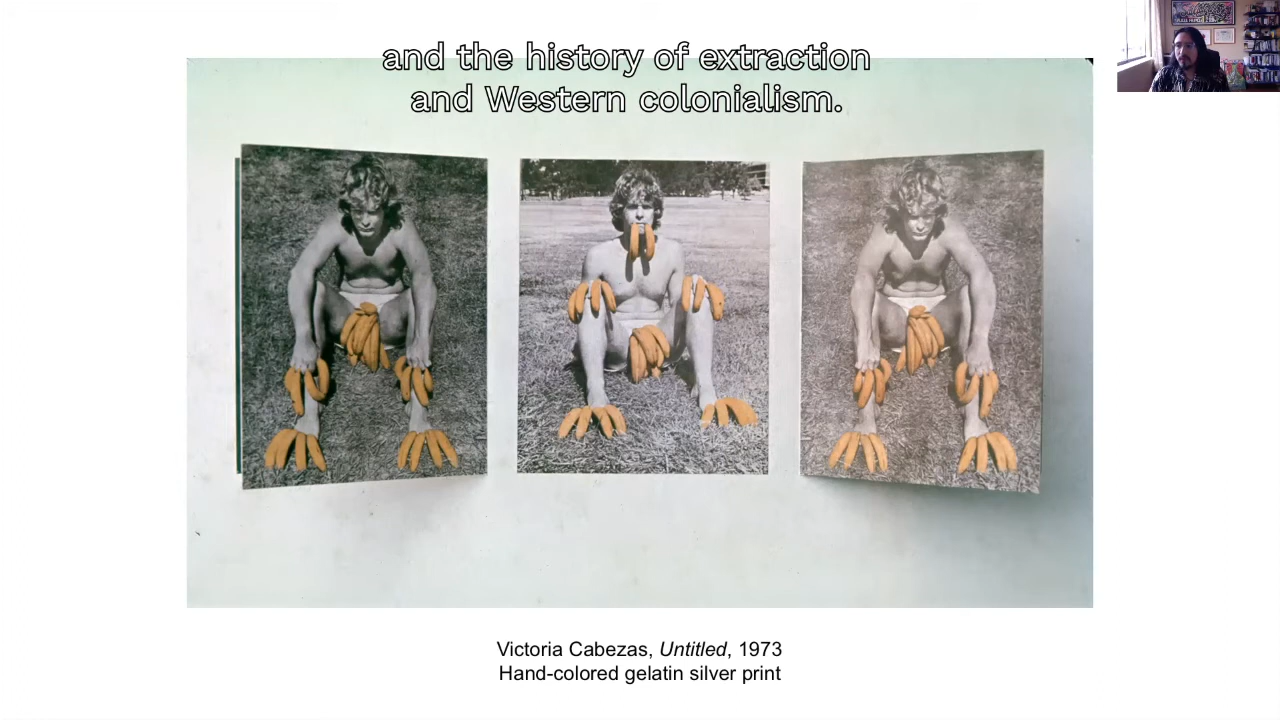 and the history of extraction
and Western colonialism.
Victoria Cabezas, Untitled, 1973
Hand-colored gelatin silver print